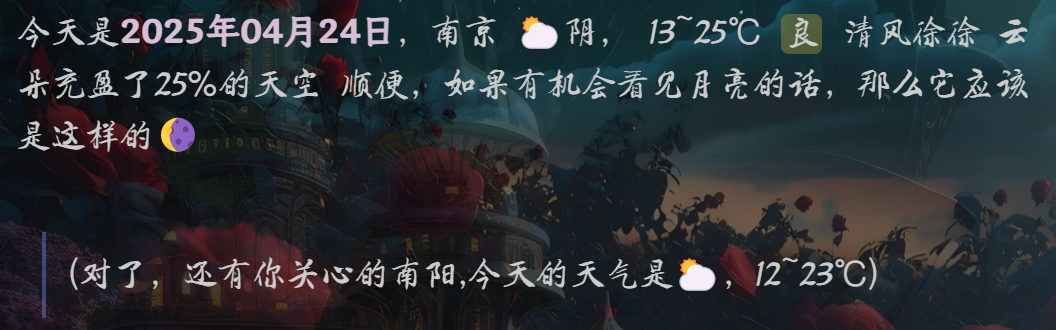 今天是2025年04月24日，南京 阴， 13~25℃ 良 清风徐徐 云
朵充盈了25%的天空 顺便，如果有机会看见月亮的话，那么它应该
是这样的
(对了，还有你关心的南阳,今天的天气是，12~23℃)